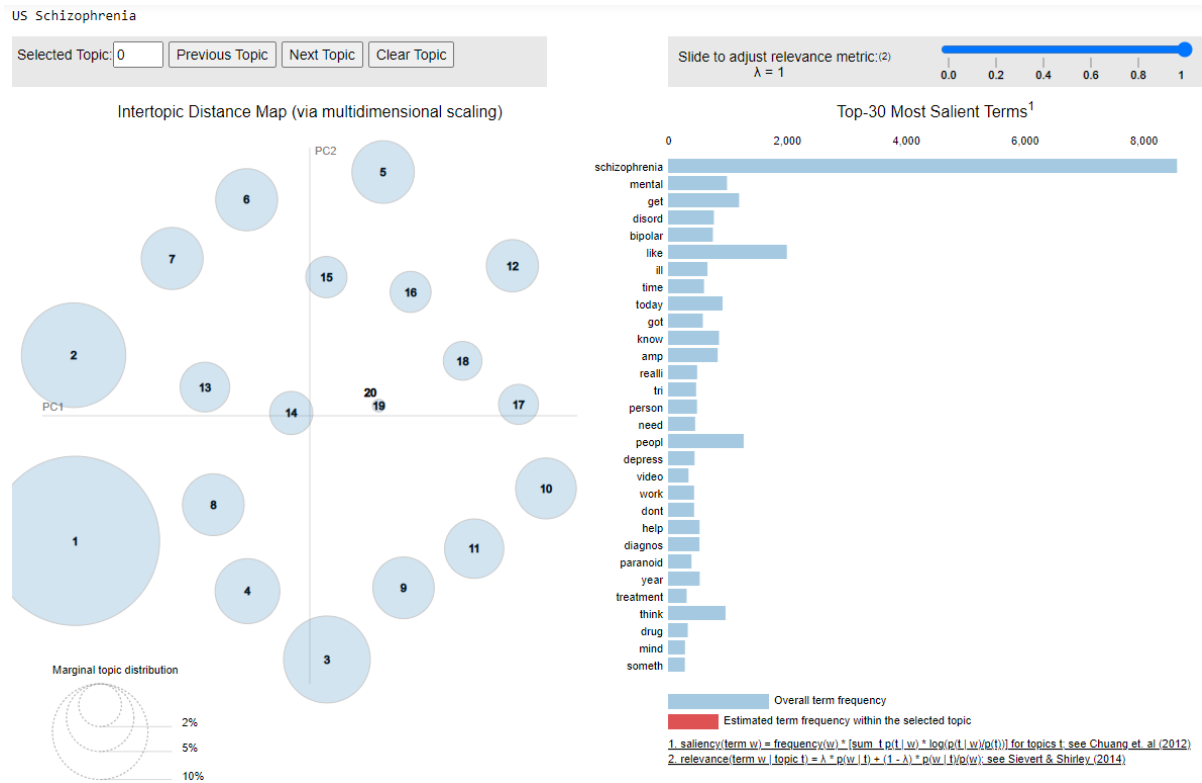 US Schizophrenia
Selected Topic: 0 Previous Topic Next Topic Clear Topic
Slide to adjust relevance metric:(2)
λ = 1
0.0 0.2 0.4 0.6 0.8 1
Intertopic Distance Map (via multidimensional scaling)
PC2
5
6
7
12
15
16
2
18
13
20
19
17
14
PC1
10
8
1
11
4
9
3
Marginal topic distribution
2%
5%
10%
Top-30 Most Salient Terms1
0 2,000 4,000 6,000 8,000
schizophrenia
mental
get
disord
bipolar
like
ill
time
today
got
know
amp
realli
tri
person
need
peopl
depress
video
work
dont
help
diagnos
paranoid
year
treatment
think
drug
mind
someth
Overall term frequency
Estimated term frequency within the selected topic
1. saliency(term w) = frequency(w) * [sum_t p(t | w) * log(p(t | w)/p(t))] for topics t; see Chuang et. al (2012)
2. relevance(term w | topic t) = λ * p(w | t) + (1 - λ) * p(w | t)/p(w); see Sievert & Shirley (2014)